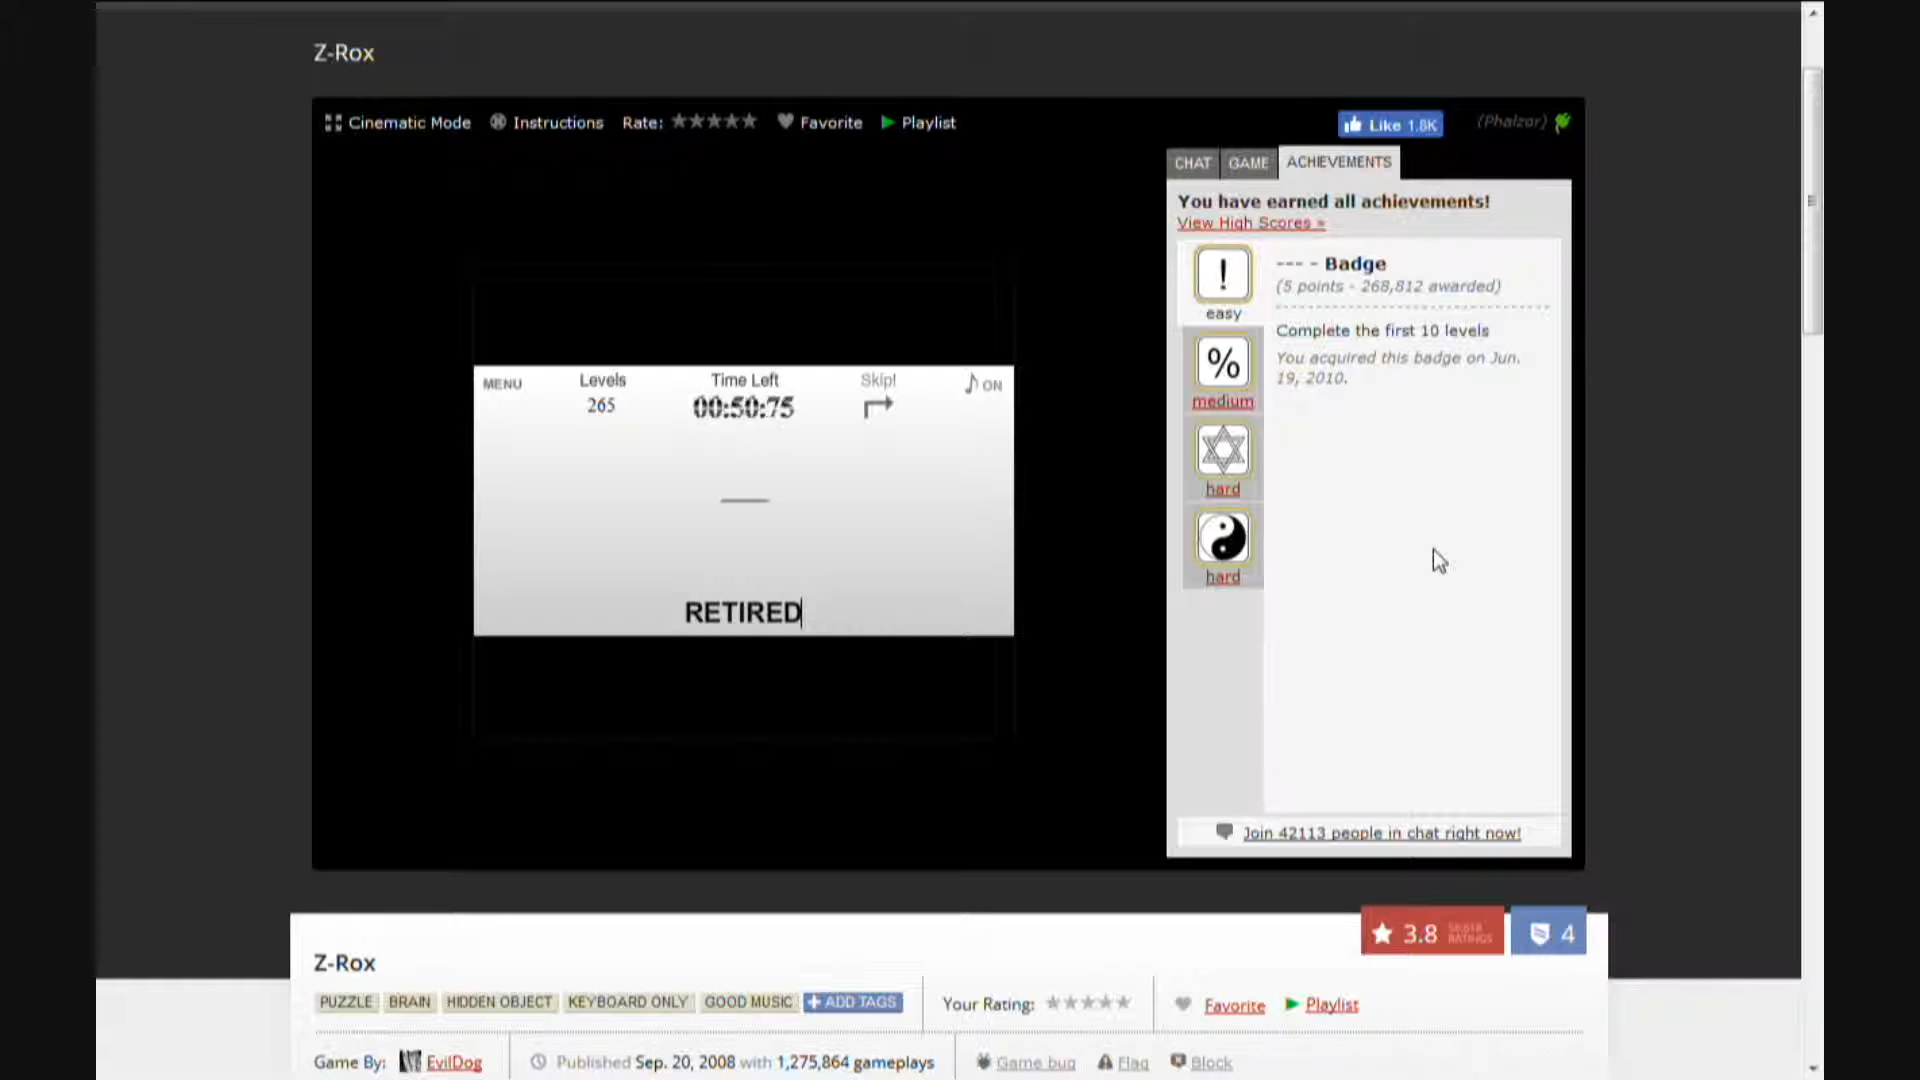 Z-Rox
Cinematic Mode Instructions Rate: Favorite Playlist
Like 1.8K
(Phalzor)
CHAT GAME ACHIEVEMENTS
You have earned all achievements!
View High Scores »
! easy
---- - Badge
(5 points - 268,812 awarded)
Complete the first 10 levels
You acquired this badge on Jun.
19, 2010.
%
medium
hard
hard
MENU Levels Time Left Skip! ON
265 00:50:75
RETIRED
Join 42113 people in chat right now!
3.8 RATINGS 4
Z-Rox
PUZZLE BRAIN HIDDEN OBJECT KEYBOARD ONLY GOOD MUSIC + ADD TAGS Your Rating: Favorite Playlist
Game By: EvilDog Published Sep. 20, 2008 with 1,275,864 gameplays Game bug Flag Block